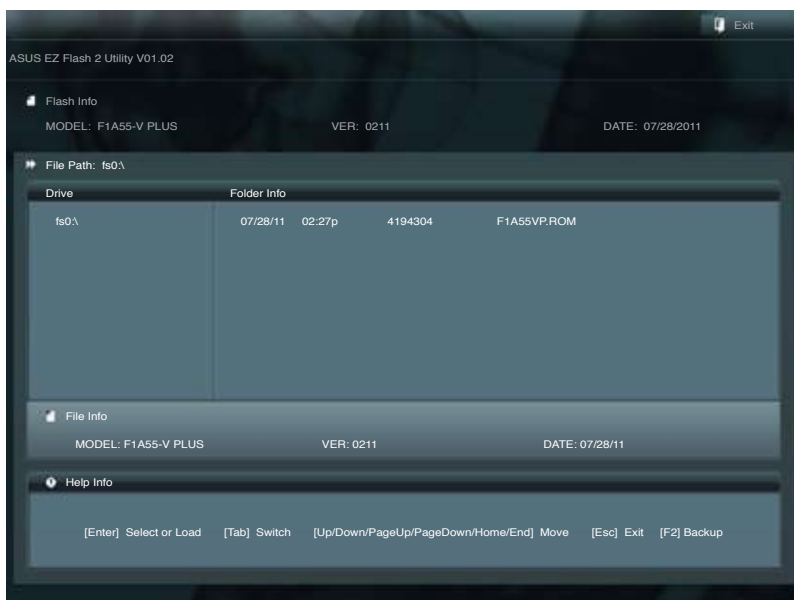 Exit
ASUS EZ Flash 2 Utility V01.02
Flash Info
MODEL: F1A55-V PLUS VER: 0211 DATE: 07/28/2011
File Path: fs0:\
Drive Folder Info
fs0:\ 07/28/11 02:27p 4194304 F1A55VP.ROM
File Info
MODEL: F1A55-V PLUS VER: 0211 DATE: 07/28/11
Help Info
[Enter] Select or Load [Tab] Switch [Up/Down/PageUp/PageDown/Home/End] Move [Esc] Exit [F2] Backup